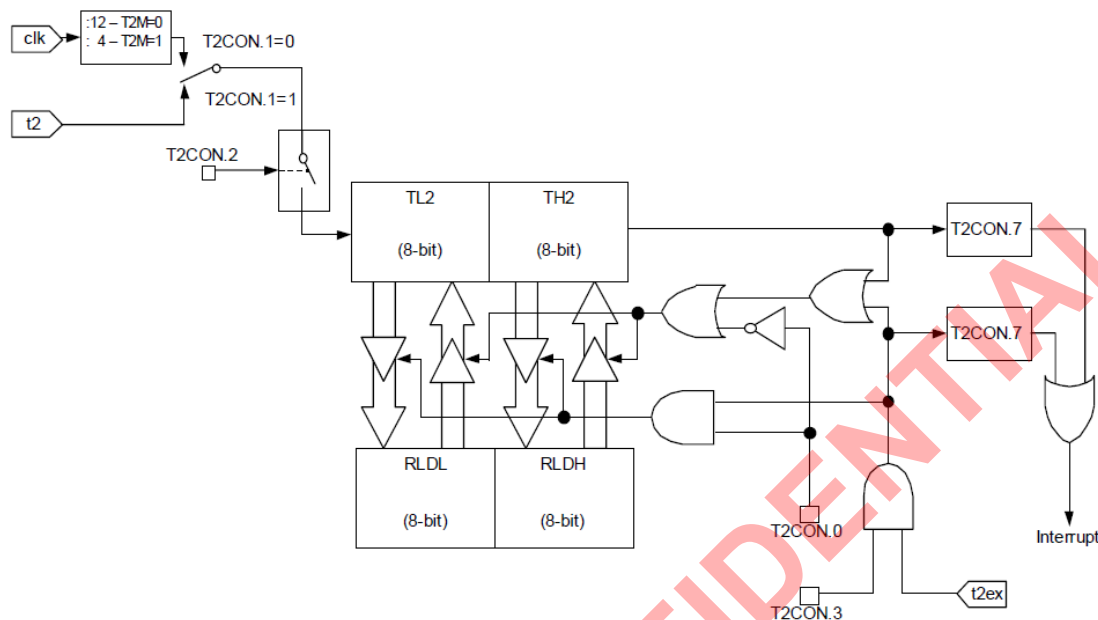 :12 – T2M=0
: 4 – T2M=1
clk
T2CON.1=0
T2CON.1=1
t2
T2CON.2
TL2
(8-bit)
TH2
(8-bit)
T2CON.7
T2CON.7
RLDL
(8-bit)
RLDH
(8-bit)
T2CON.0
Interrupt
T2CON.3
t2ex
FIDENTIAL